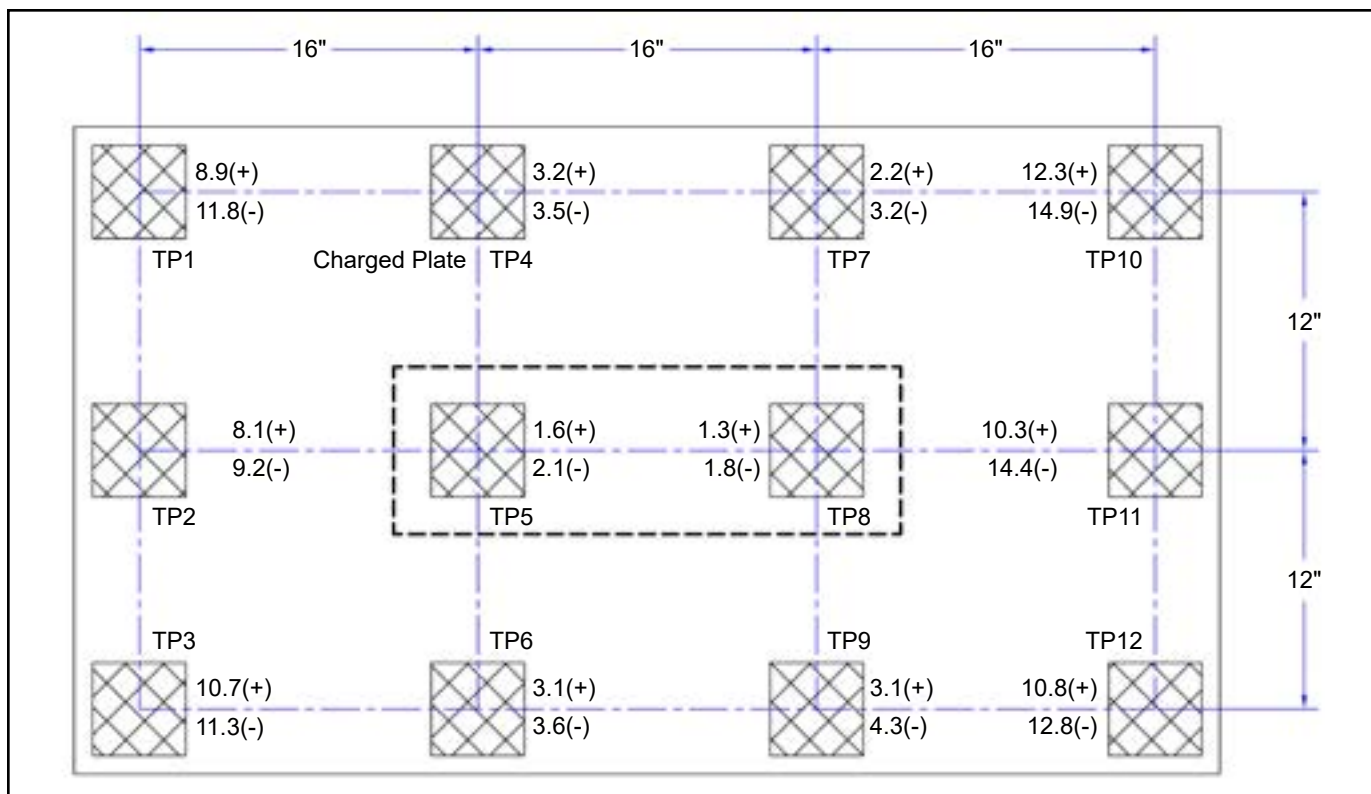 16" 16" 16"
8.9(+) 3.2(+) 2.2(+) 12.3(+)
11.8(-) 3.5(-) 3.2(-) 14.9(-)
TP1 Charged Plate TP4 TP7 TP10
12"
8.1(+) 1.6(+) 1.3(+) 10.3(+)
9.2(-) 2.1(-) 1.8(-) 14.4(-)
TP2 TP5 TP8 TP11
12"
TP3 TP6 TP9 TP12
10.7(+) 3.1(+) 3.1(+) 10.8(+)
11.3(-) 3.6(-) 4.3(-) 12.8(-)